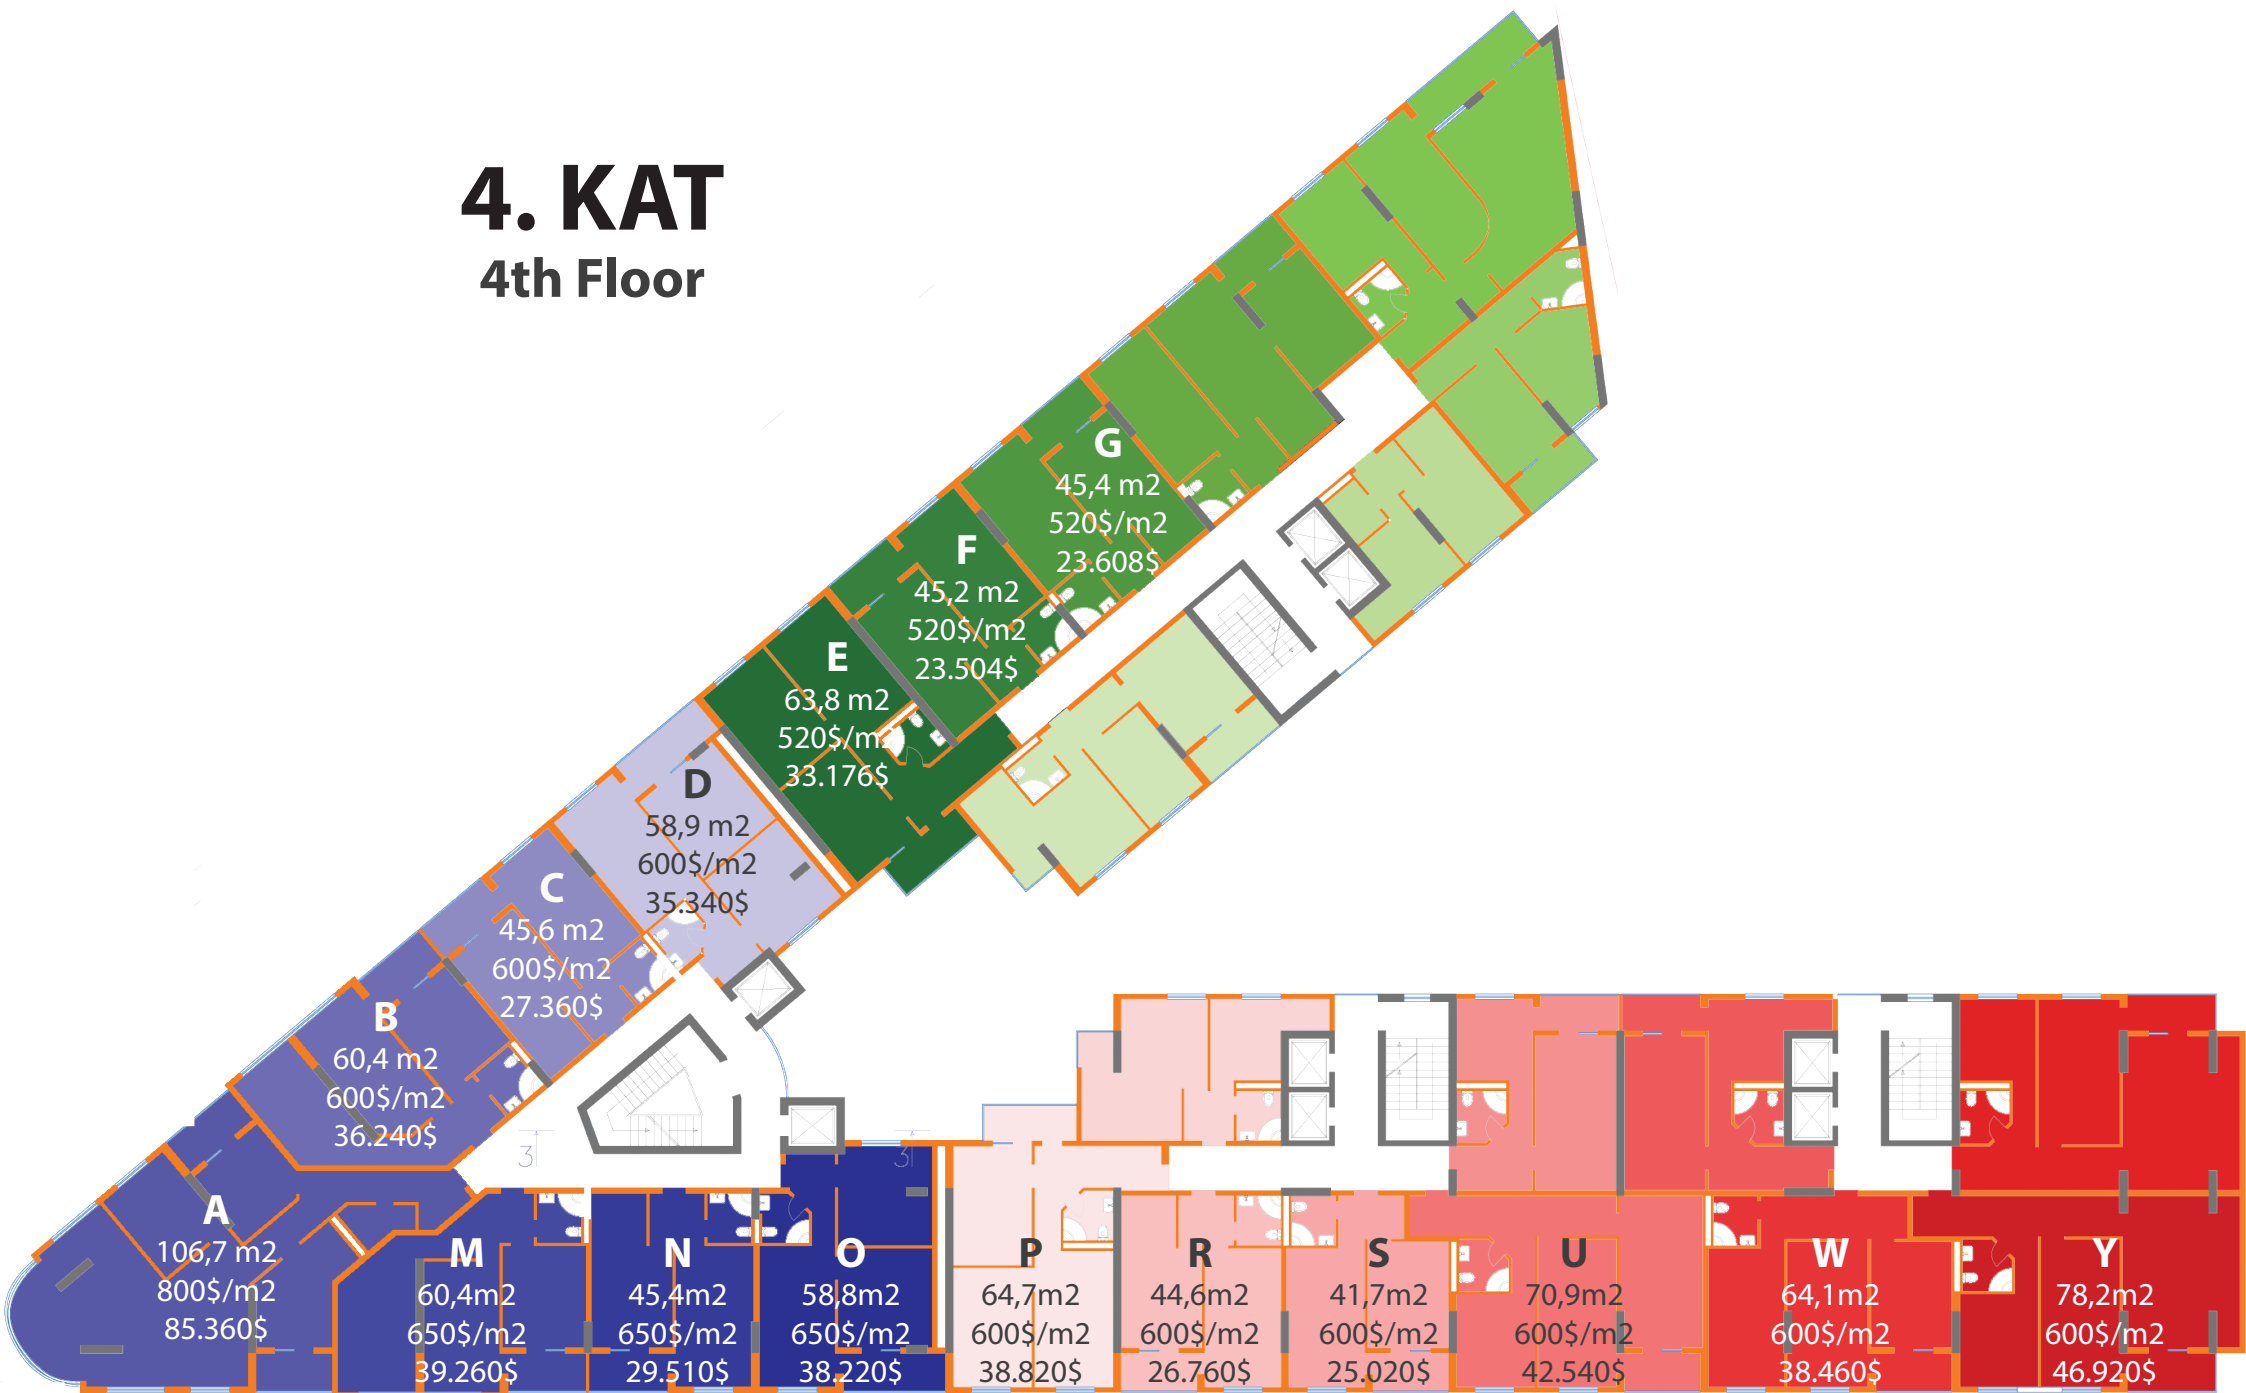 4. KAT
4th Floor
G
45,4 m2
520$/m2
23.608$
F
45,2 m2
520$/m2
23.504$
E
63,8 m2
520$/m2
33.176$
D
58,9 m2
600$/m2
35.340$
C
45,6 m2
600$/m2
27.360$
B
60,4 m2
600$/m2
36.240$
A
106,7 m2
800$/m2
85.360$
3
3
M
60,4m2
650$/m2
39.260$
N
45,4m2
650$/m2
29.510$
O
58,8m2
650$/m2
38.220$
P
64,7m2
600$/m2
38.820$
R
44,6m2
600$/m2
26.760$
S
41,7m2
600$/m2
25.020$
U
70,9m2
600$/m2
42.540$
W
64,1m2
600$/m2
38.460$
Y
78,2m2
600$/m2
46.920$